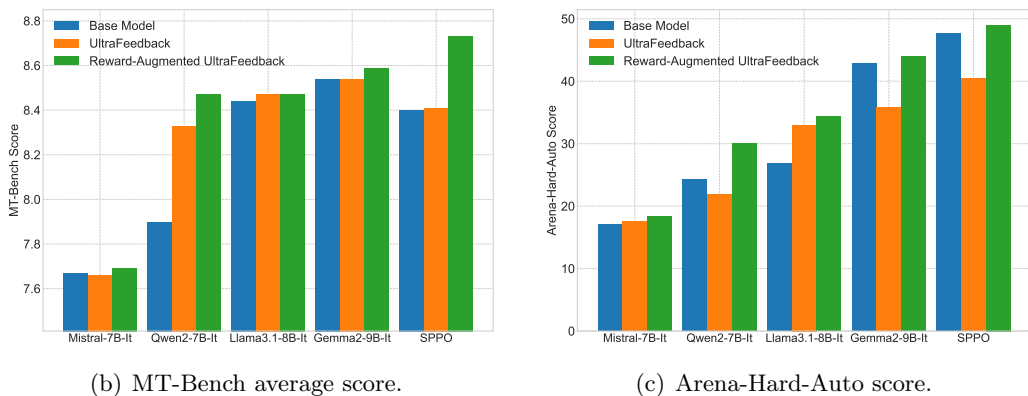 8.8
8.6
8.4
8.2
8.0
7.8
7.6
MT-Bench Score
Base Model
UltraFeedback
Reward-Augmented UltraFeedback
Mistral-7B-It Qwen2-7B-It Llama3.1-8B-It Gemma2-9B-It SPPO
(b) MT-Bench average score.
50
40
30
20
10
0
Arena-Hard-Auto Score
Base Model
UltraFeedback
Reward-Augmented UltraFeedback
Mistral-7B-It Qwen2-7B-It Llama3.1-8B-It Gemma2-9B-It SPPO
(c) Arena-Hard-Auto score.